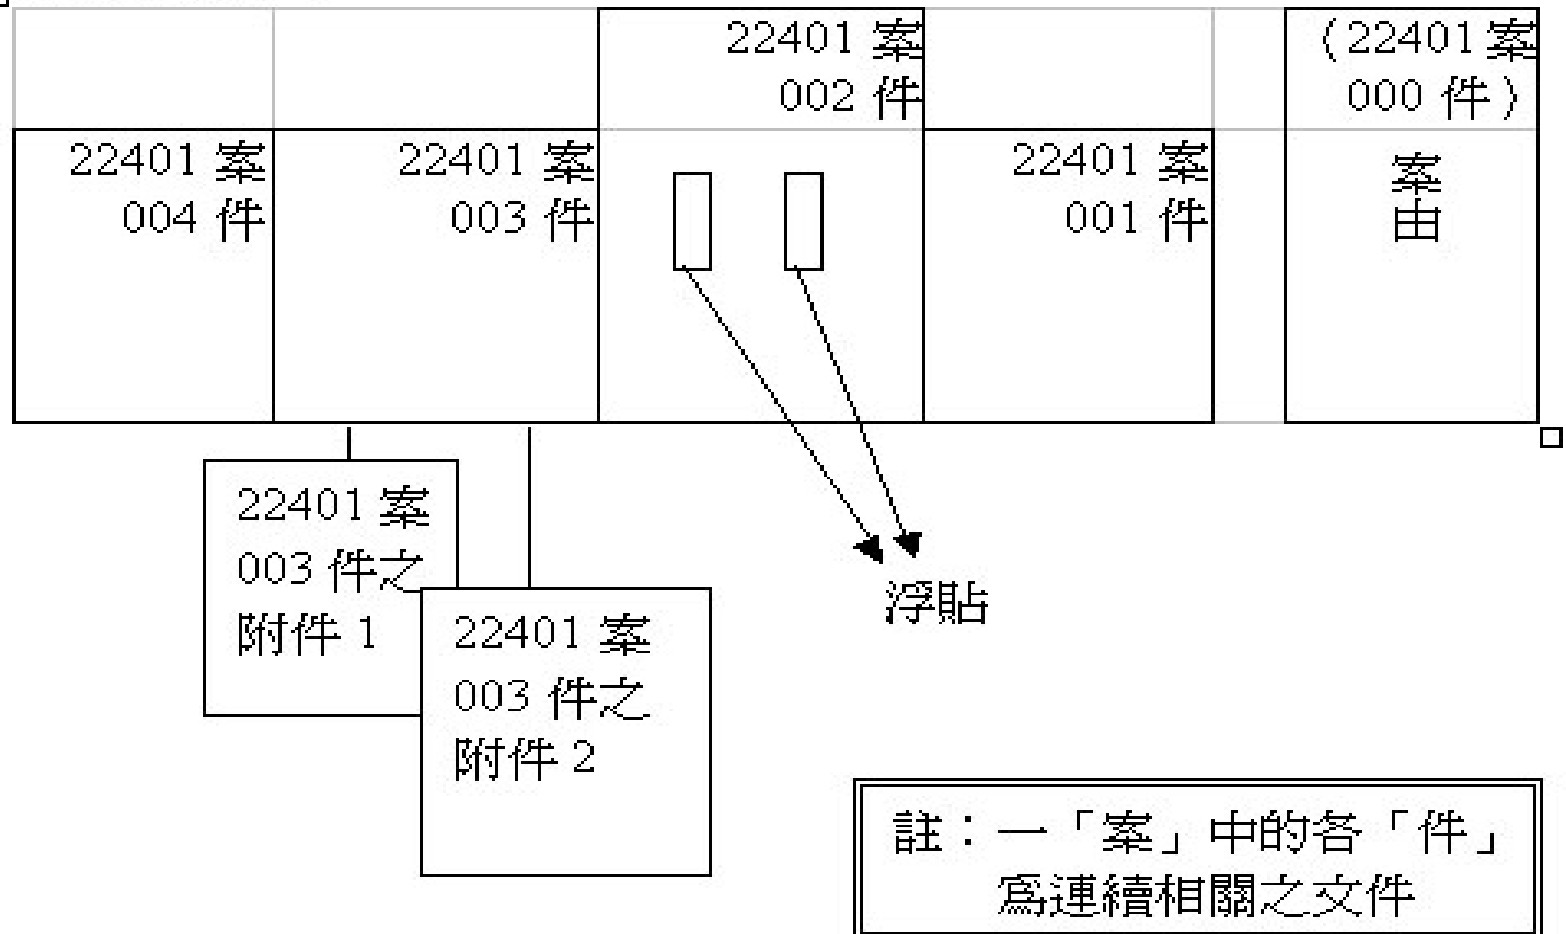 22401 案
002 件
(22401 案
000 件)
22401 案
004 件
22401 案
003 件
22401 案
001 件
案
由
22401 案
003 件之
附件 1
22401 案
003 件之
附件 2
浮貼
註：一「案」中的各「件」
為連續相關之文件